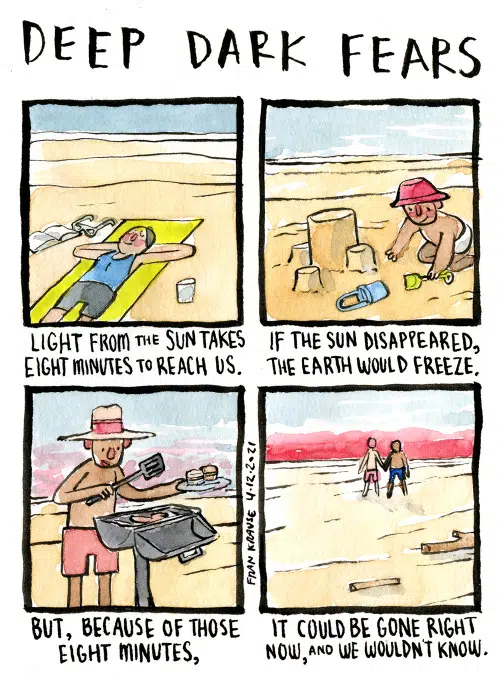 DEEP DARK FEARS
LIGHT FROM THE SUN TAKES
EIGHT MINUTES TO REACH US.
IF THE SUN DISAPPEARED,
THE EARTH WOULD FREEZE.
BUT, BECAUSE OF THOSE
EIGHT MINUTES,
FRAN KRAUSE 4-12-2021
IT COULD BE GONE RIGHT
NOW, AND WE WOULDN'T KNOW.